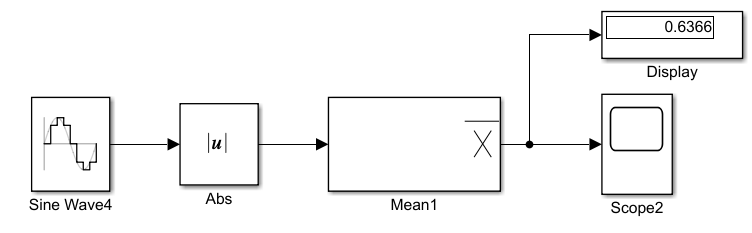 0.6366
Display
|u|
X
Sine Wave4
Abs
Mean1
Scope2